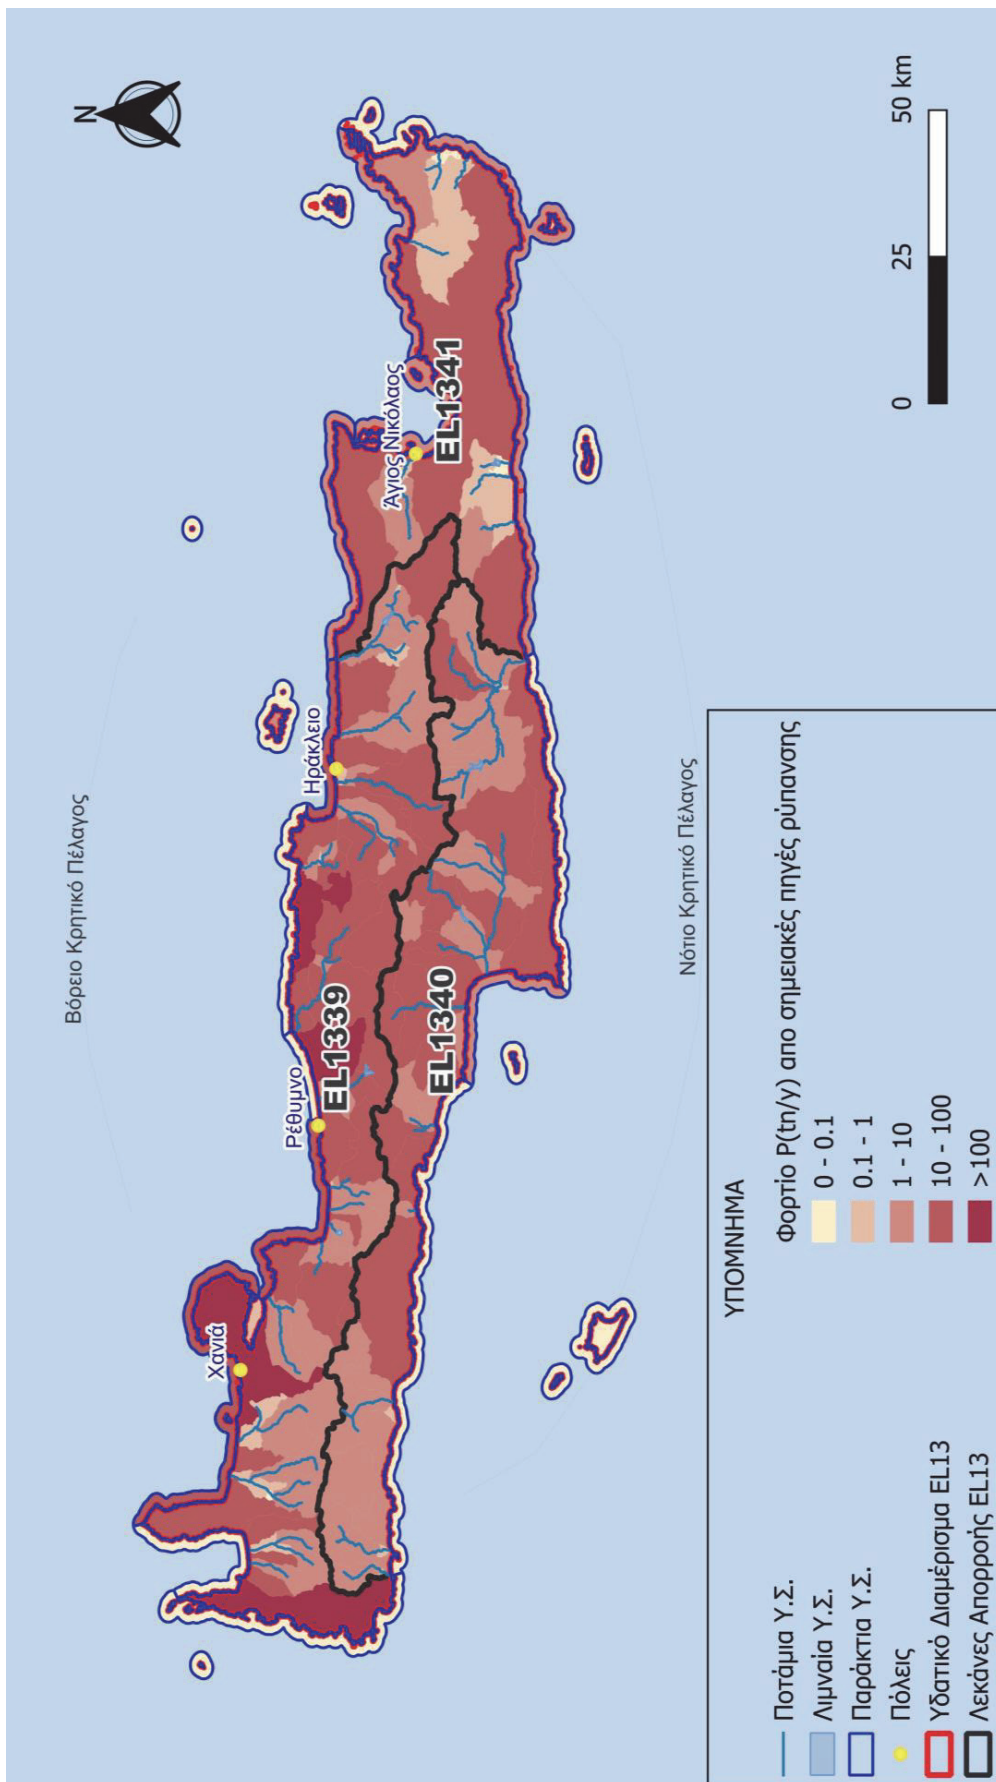 N
Βόρειο Κρητικό Πέλαγος
Χανιά
Ρέθυμνο
Ηράκλειο
Άγιος Νικόλαος
EL1339
EL1340
EL1341
Νότιο Κρητικό Πέλαγος
0 25 50 km
ΥΠΟΜΝΗΜΑ
Ποτάμια Υ.Σ.
Λιμναία Υ.Σ.
Παράκτια Υ.Σ.
Πόλεις
Υδατικό Διαμέρισμα EL13
Λεκάνες Απορροής EL13
Φορτίο P(tn/y) απο σημειακές πηγές ρύπανσης
0 - 0.1
0.1 - 1
1 - 10
10 - 100
>100